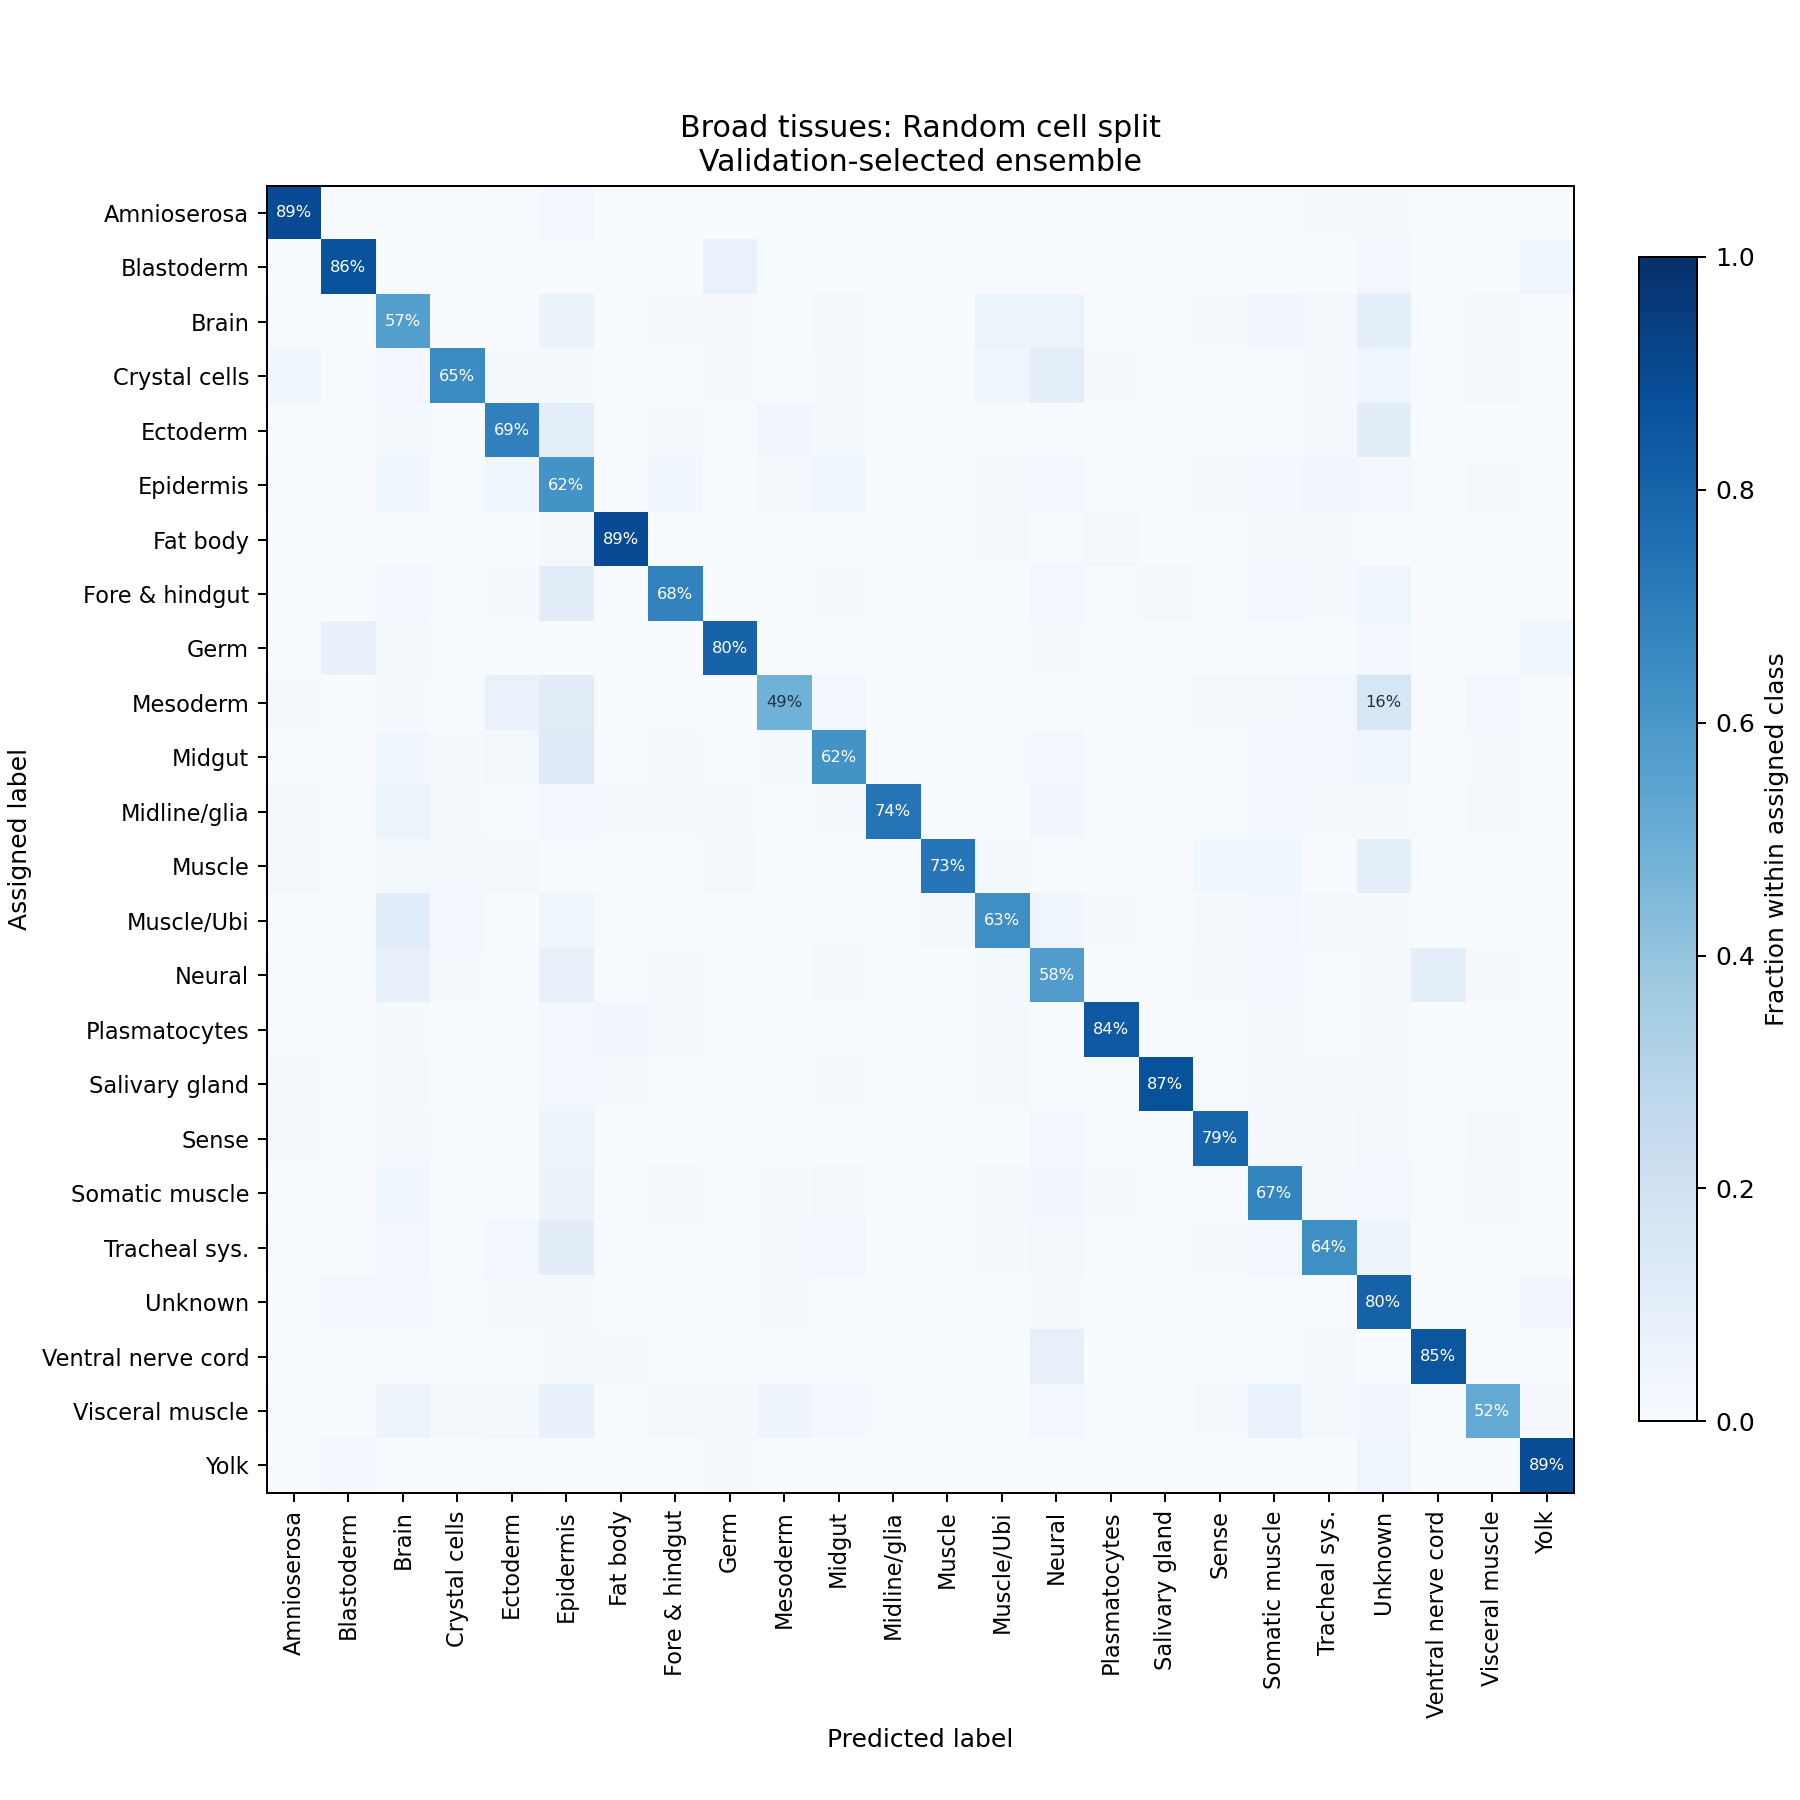 Broad tissues: Random cell split
Validation-selected ensemble
Amnioserosa 89%
Blastoderm 86%
Brain 57%
Crystal cells 65%
Ectoderm 69%
Epidermis 62%
Fat body 89%
Fore & hindgut 68%
Germ 80%
Mesoderm 49% 16%
Midgut 62%
Midline/glia 74%
Muscle 73%
Muscle/Ubi 63%
Neural 58%
Plasmatocytes 84%
Salivary gland 87%
Sense 79%
Somatic muscle 67%
Tracheal sys. 64%
Unknown 80%
Ventral nerve cord 85%
Visceral muscle 52%
Yolk 89%
Assigned label
Amnioserosa
Blastoderm
Brain
Crystal cells
Ectoderm
Epidermis
Fat body
Fore & hindgut
Germ
Mesoderm
Midgut
Midline/glia
Muscle
Muscle/Ubi
Neural
Plasmatocytes
Salivary gland
Sense
Somatic muscle
Tracheal sys.
Unknown
Ventral nerve cord
Visceral muscle
Yolk
Predicted label
1.0
0.8
0.6
0.4
0.2
0.0
Fraction within assigned class